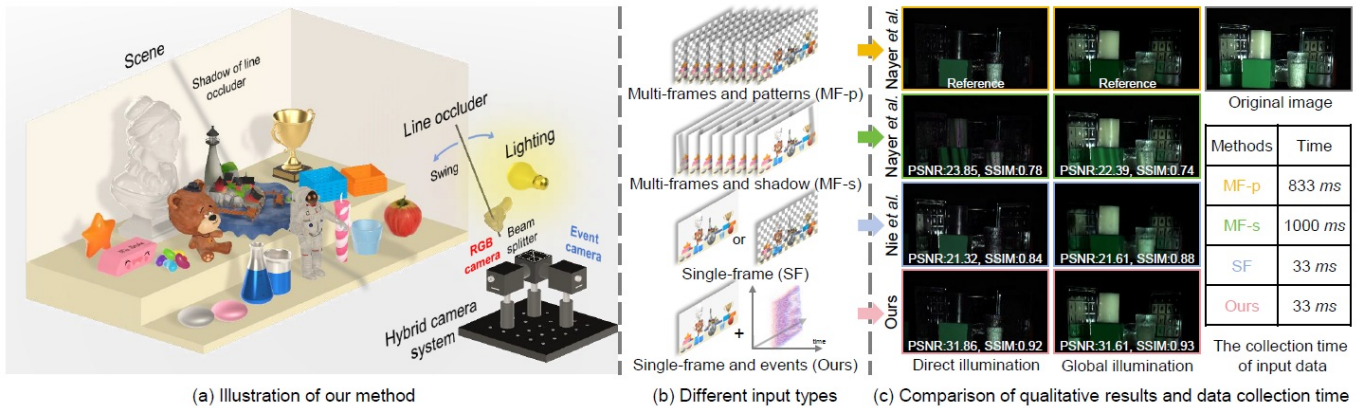 Scene
Shadow of line
occluder
Line occluder
Swing
Lighting
RGB
camera
Beam
splitter
Event
camera
Hybrid camera
system
(a) Illustration of our method
Multi-frames and patterns (MF-p)
Multi-frames and shadow (MF-s)
or
Single-frame (SF)
+
time
Single-frame and events (Ours)
(b) Different input types
Nayer et al.
Reference
Reference
Original image
Nayer et al.
PSNR:23.85, SSIM:0.78
PSNR:22.39, SSIM:0.74
Nie et al.
PSNR:21.32, SSIM:0.84
PSNR:21.61, SSIM:0.88
Ours
PSNR:31.86, SSIM:0.92
PSNR:31.61, SSIM:0.93
Direct illumination
Global illumination
Methods Time
MF-p 833 ms
MF-s 1000 ms
SF 33 ms
Ours 33 ms
The collection time
of input data
(c) Comparison of qualitative results and data collection time